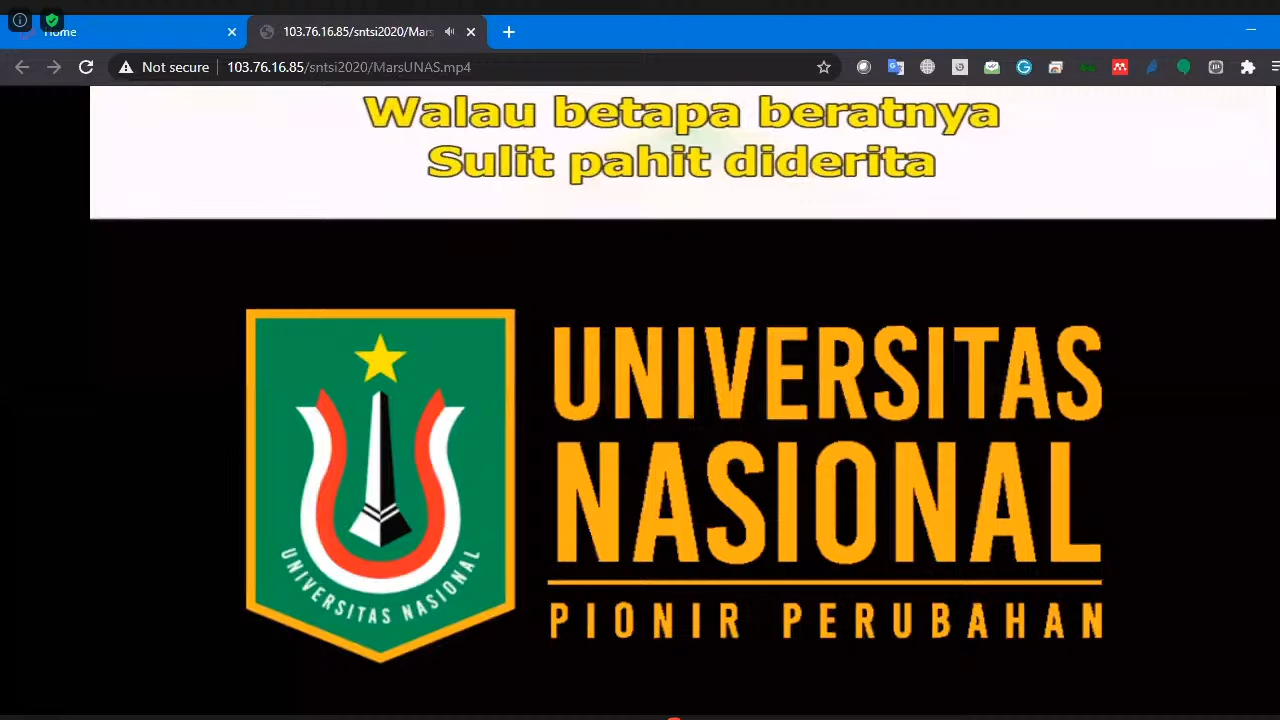 Home
103.76.16.85/sntsi2020/Mars
Not secure
103.76.16.85/sntsi2020/MarsUNAS.mp4
Walau betapa beratnya
Sulit pahit diderita
UNIVERSITAS NASIONAL
UNIVERSITAS
NASIONAL
PIONIR PERUBAHAN